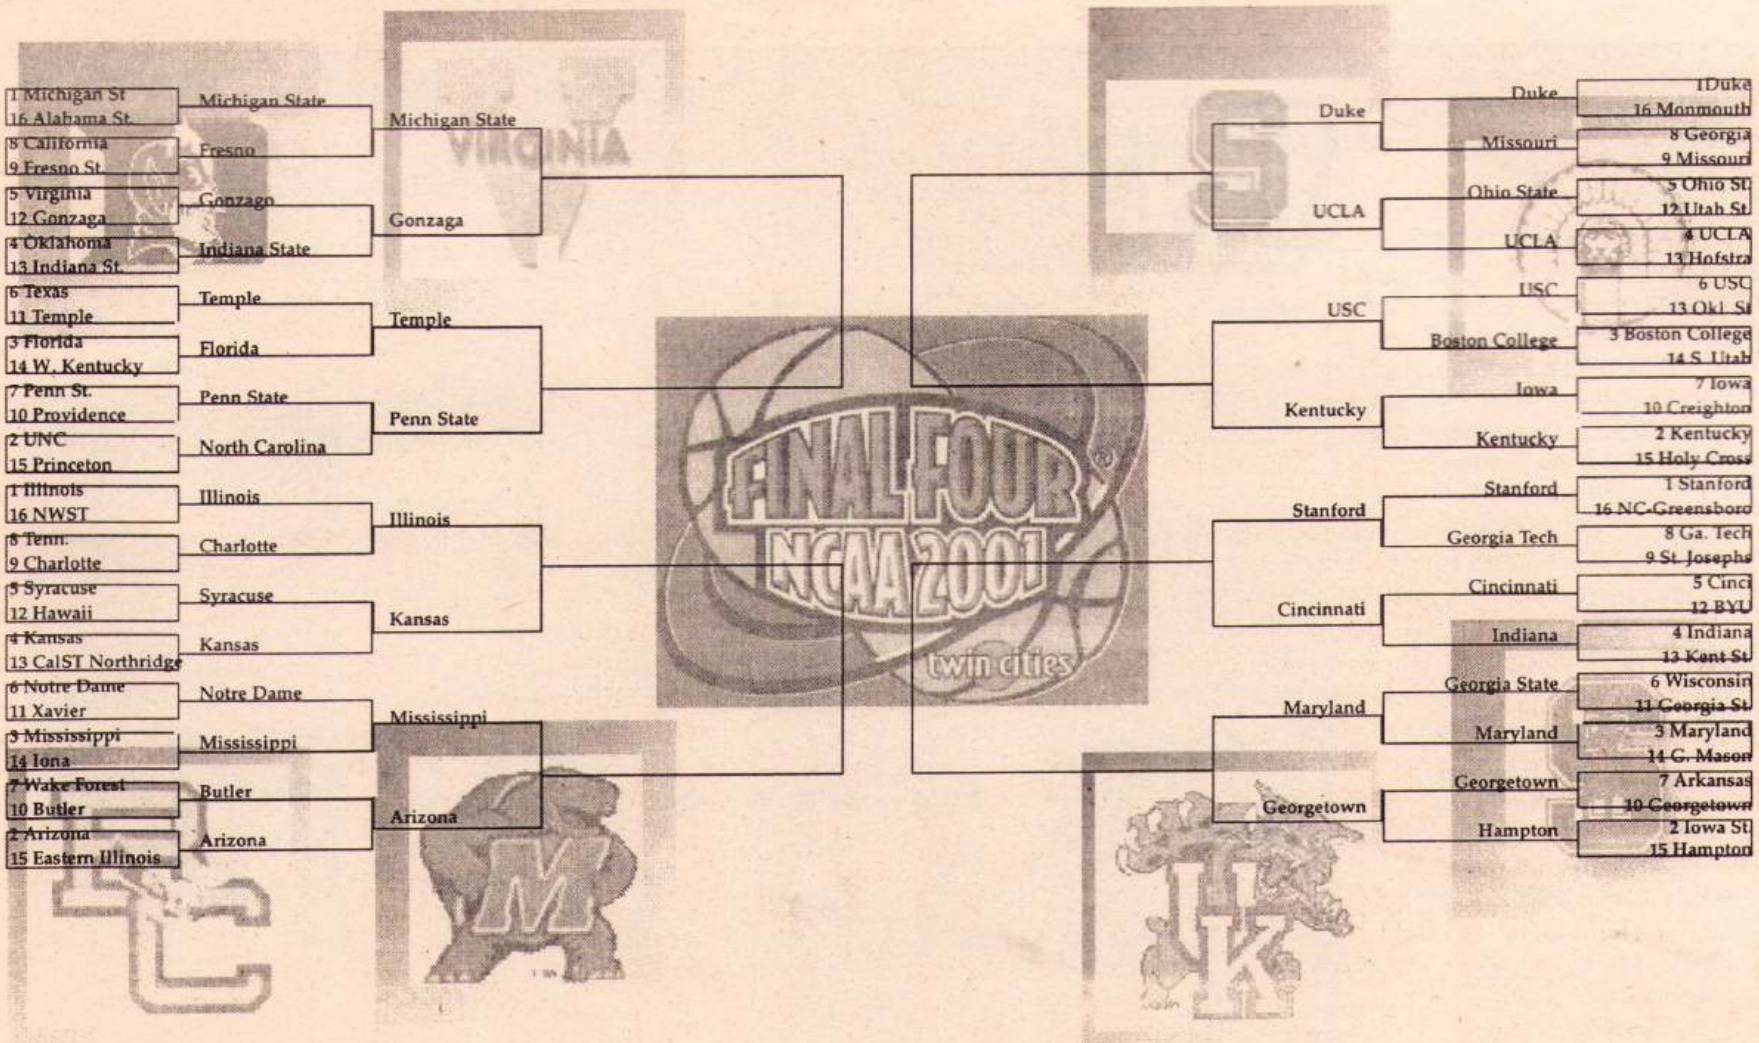 1 Michigan St
16 Alabama St.
8 California
9 Fresno St.
5 Virginia
12 Gonzaga
4 Oklahoma
13 Indiana St.
6 Texas
11 Temple
3 Florida
14 W. Kentucky
7 Penn St.
10 Providence
2 UNC
15 Princeton
1 Illinois
16 NWST
8 Tenn.
9 Charlotte
5 Syracuse
12 Hawaii
4 Kansas
13 CalST Northridge
6 Notre Dame
11 Xavier
3 Mississippi
14 Iona
7 Wake Forest
10 Butler
2 Arizona
15 Eastern Illinois
Michigan State
Fresno
Gonzago
Indiana State
Temple
Florida
Penn State
North Carolina
Illinois
Charlotte
Syracuse
Kansas
Notre Dame
Mississippi
Butler
Arizona
Michigan State
Gonzaga
Temple
Penn State
Illinois
Kansas
Mississippi
Arizona
VIRGINIA
FINAL FOUR ®
NCAA 2001
twin cities
S
M
UK
Duke
UCLA
USC
Kentucky
Stanford
Cincinnati
Maryland
Georgetown
Duke
Missouri
Ohio State
UCLA
USC
Boston College
Iowa
Kentucky
Stanford
Georgia Tech
Cincinnati
Indiana
Georgia State
Maryland
Georgetown
Hampton
1Duke
16 Monmouth
8 Georgia
9 Missouri
5 Ohio St.
12 Utah St.
4 UCLA
13 Hofstra
6 USC
13 Okl. St
3 Boston College
14 S. Utah
7 Iowa
10 Creighton
2 Kentucky
15 Holy Cross
1 Stanford
16 NC-Greensboro
8 Ga. Tech
9 St. Josephs
5 Cinci
12 BYU
4 Indiana
13 Kent St.
6 Wisconsin
11 Georgia St.
3 Maryland
14 G. Mason
7 Arkansas
10 Georgetown
2 Iowa St.
15 Hampton